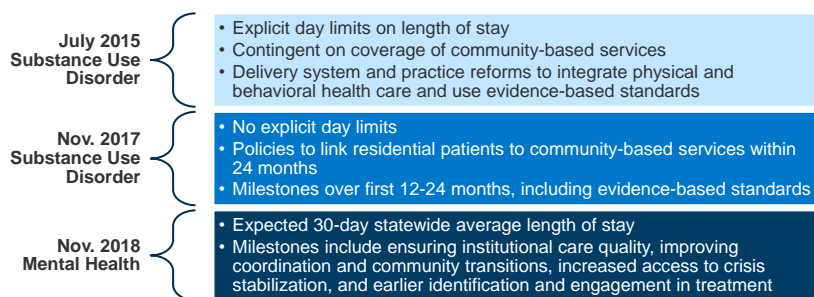 July 2015
Substance Use
Disorder
• Explicit day limits on length of stay
• Contingent on coverage of community-based services
• Delivery system and practice reforms to integrate physical and
behavioral health care and use evidence-based standards
Nov. 2017
Substance Use
Disorder
• No explicit day limits
• Policies to link residential patients to community-based services within
24 months
• Milestones over first 12-24 months, including evidence-based standards
Nov. 2018
Mental Health
• Expected 30-day statewide average length of stay
• Milestones include ensuring institutional care quality, improving
coordination and community transitions, increased access to crisis
stabilization, and earlier identification and engagement in treatment